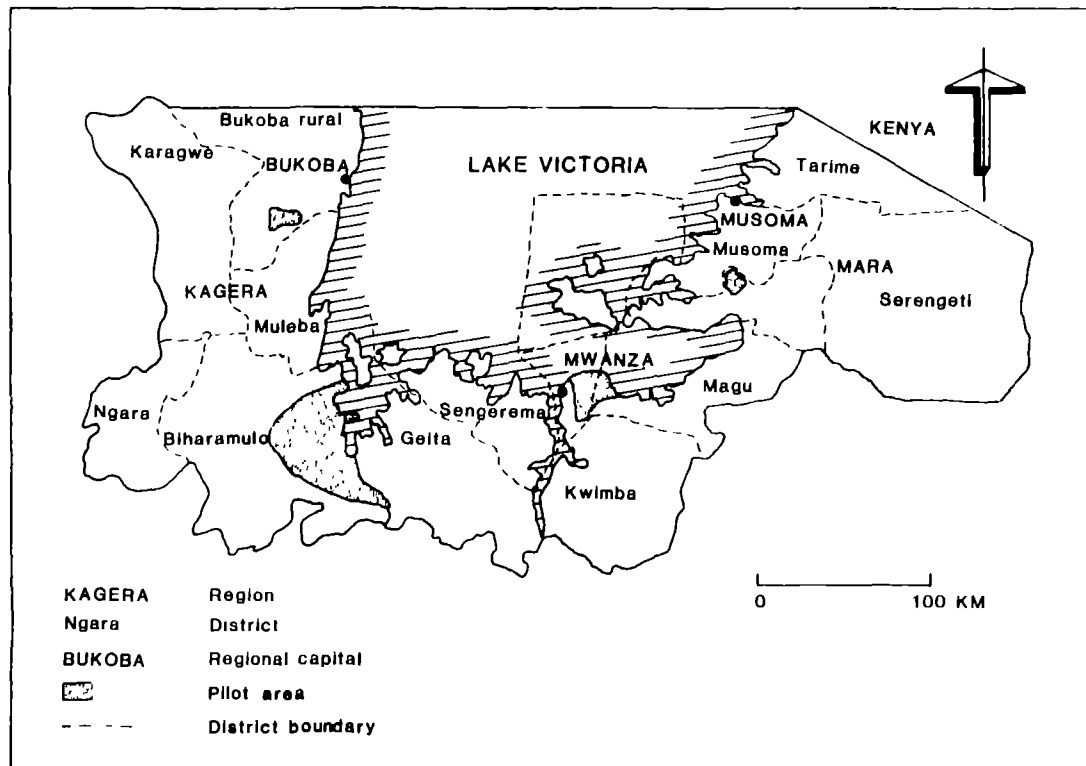 Bukoba rural
KENYA
Karagwe
BUKOBA
LAKE VICTORIA
Tarime
MUSOMA
Musoma
MARA
KAGERA
Serengeti
Muleba
MWANZA
Magu
Ngara
Sengerema
Biharamulo
Geita
Kwimba
0 100 KM
KAGERA Region
Ngara District
BUKOBA Regional capital
Pilot area
District boundary